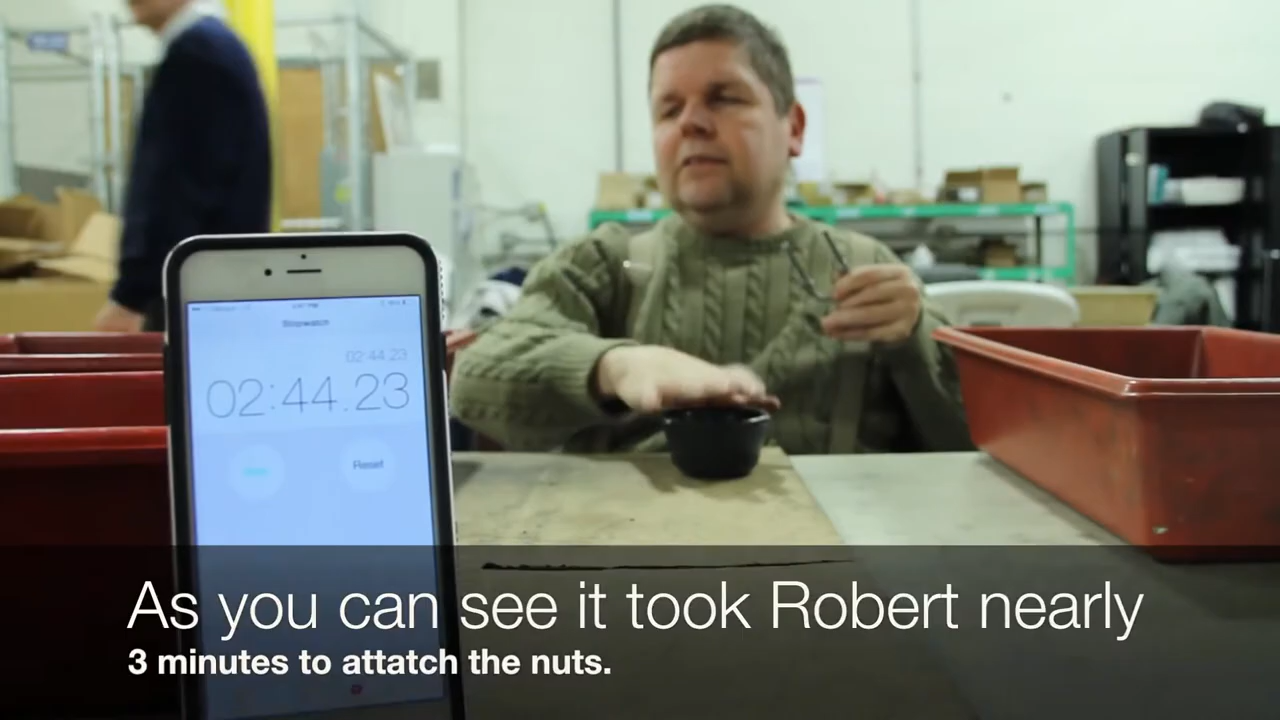 Stopwatch
02:44.23
02:44.23
Reset
As you can see it took Robert nearly
3 minutes to attatch the nuts.